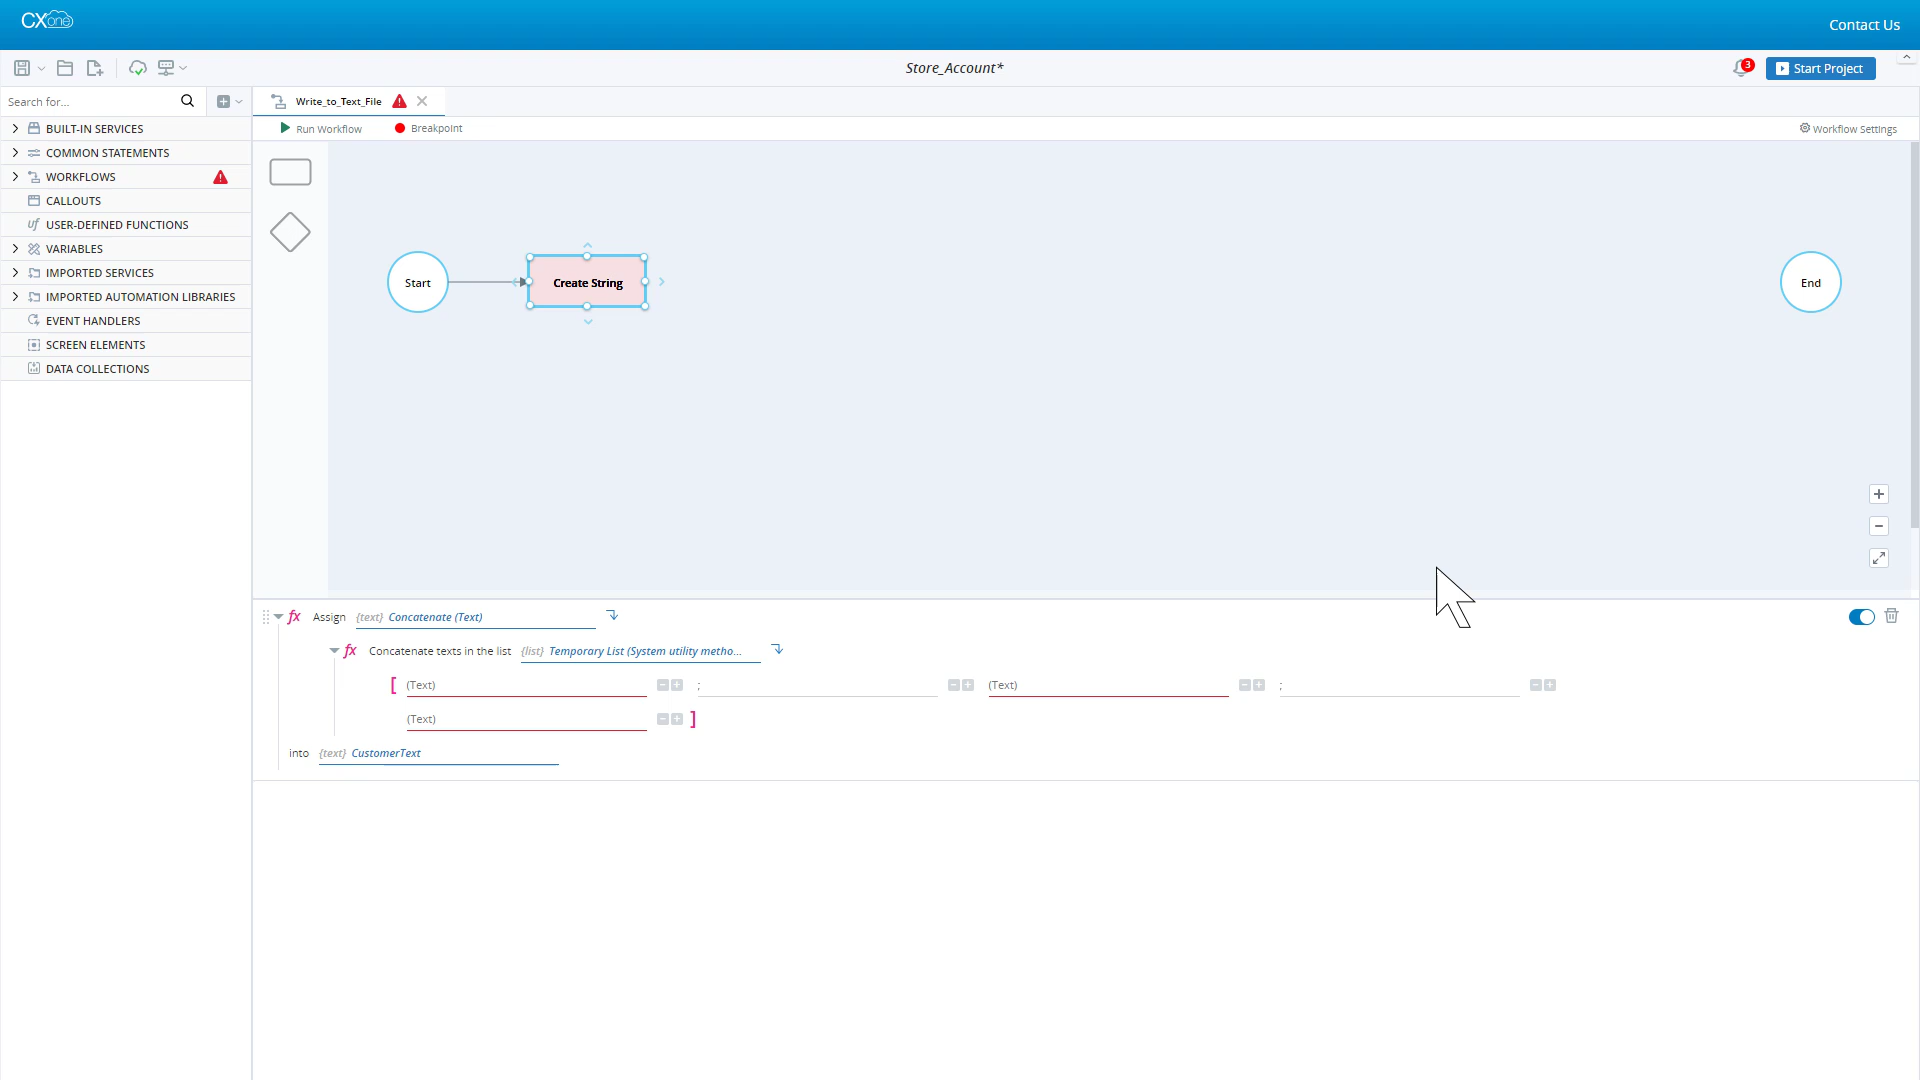 CXone
Contact Us
Store_Account*
3
Start Project
Search for...
Write_to_Text_File
Run Workflow
Breakpoint
Workflow Settings
BUILT-IN SERVICES
COMMON STATEMENTS
WORKFLOWS
CALLOUTS
uf USER-DEFINED FUNCTIONS
VARIABLES
IMPORTED SERVICES
IMPORTED AUTOMATION LIBRARIES
EVENT HANDLERS
SCREEN ELEMENTS
DATA COLLECTIONS
Start
Create String
End
fx Assign {text} Concatenate (Text)
fx Concatenate texts in the list {list} Temporary List (System utility metho...
[ (Text) ; (Text) ;
(Text) ]
into {text} CustomerText